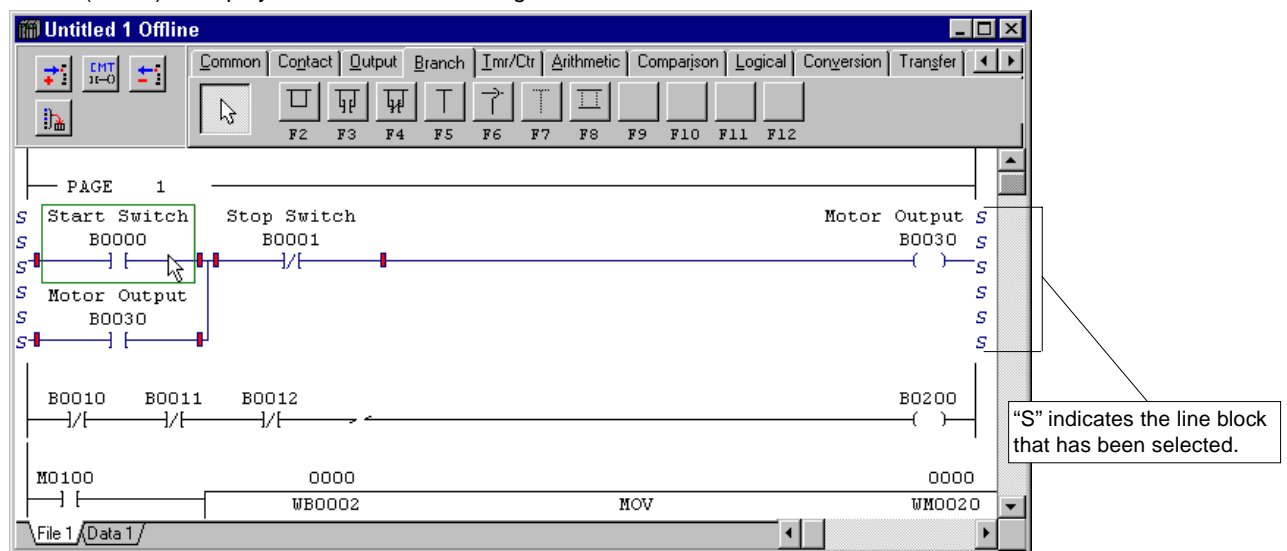 Untitled 1 Offline
CMT
Common Contact Output Branch Tmr/Ctr Arithmetic Comparison Logical Conversion Transfer
F2 F3 F4 F5 F6 F7 F8 F9 F10 F11 F12
PAGE 1
S Start Switch Stop Switch Motor Output S
S B0000 B0001 B0030 S
S S
S Motor Output S
S B0030 S
S S
B0010 B0011 B0012 B0200
“S” indicates the line block
that has been selected.
M0100 0000 0000
WB0002 MOV WM0020
File 1 Data 1